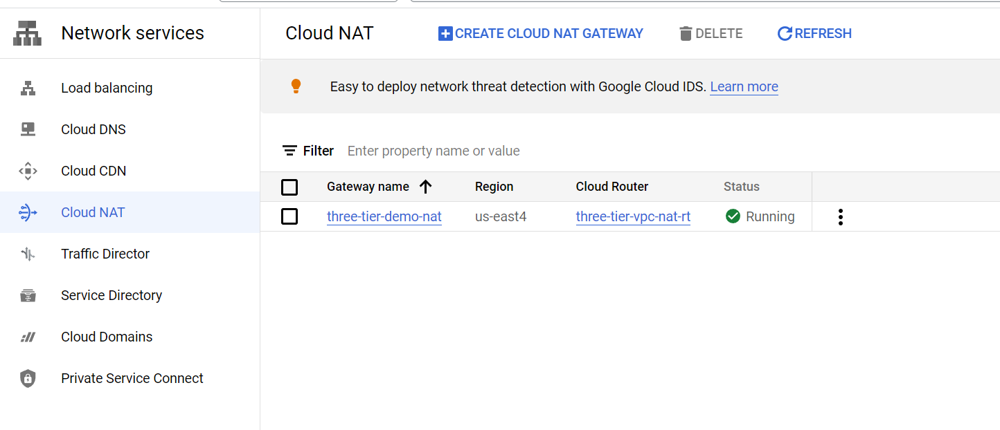 Network services
Load balancing
Cloud DNS
Cloud CDN
Cloud NAT
Traffic Director
Service Directory
Cloud Domains
Private Service Connect
Cloud NAT CREATE CLOUD NAT GATEWAY DELETE REFRESH
Easy to deploy network threat detection with Google Cloud IDS. Learn more
Filter Enter property name or value
Gateway name Region Cloud Router Status
three-tier-demo-nat us-east4 three-tier-vpc-nat-rt Running